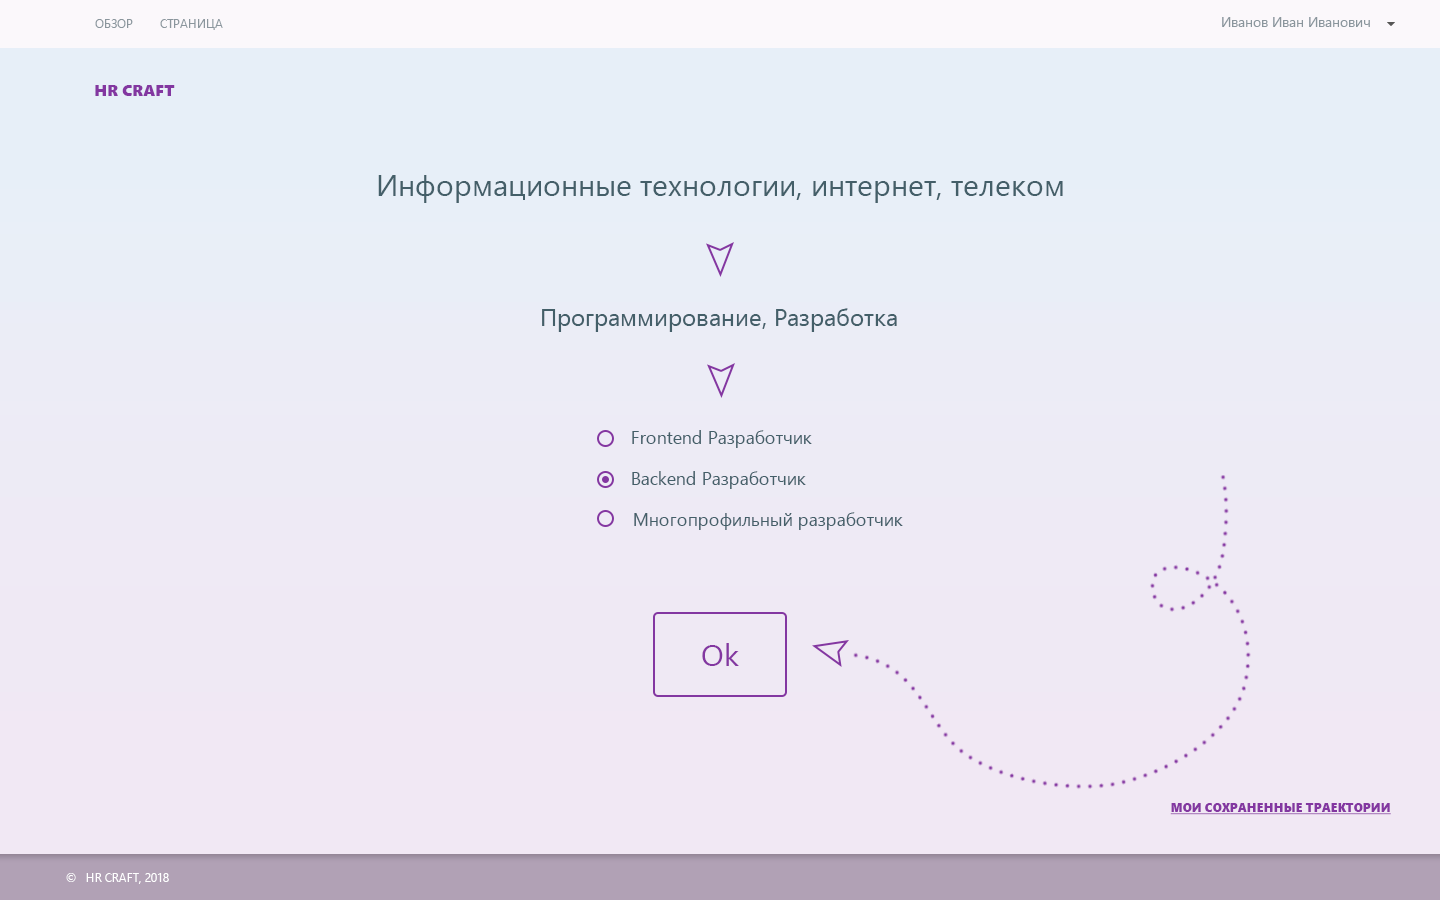 ОБЗОР СТРАНИЦА Иванов Иван Иванович
HR CRAFT
Информационные технологии, интернет, телеком
Программирование, Разработка
Frontend Разработчик
Backend Разработчик
Многопрофильный разработчик
Ok
МОИ СОХРАНЕННЫЕ ТРАЕКТОРИИ
© HR CRAFT, 2018